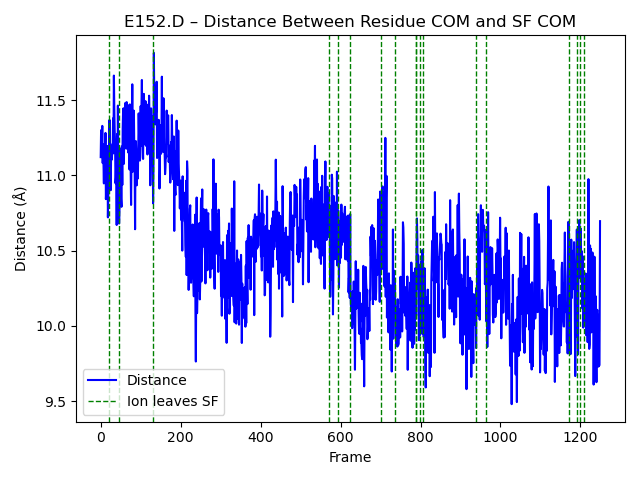 E152.D – Distance Between Residue COM and SF COM
Distance (Å)
11.5
11.0
10.5
10.0
9.5
Distance
Ion leaves SF
0
200
400
600
800
1000
1200
Frame